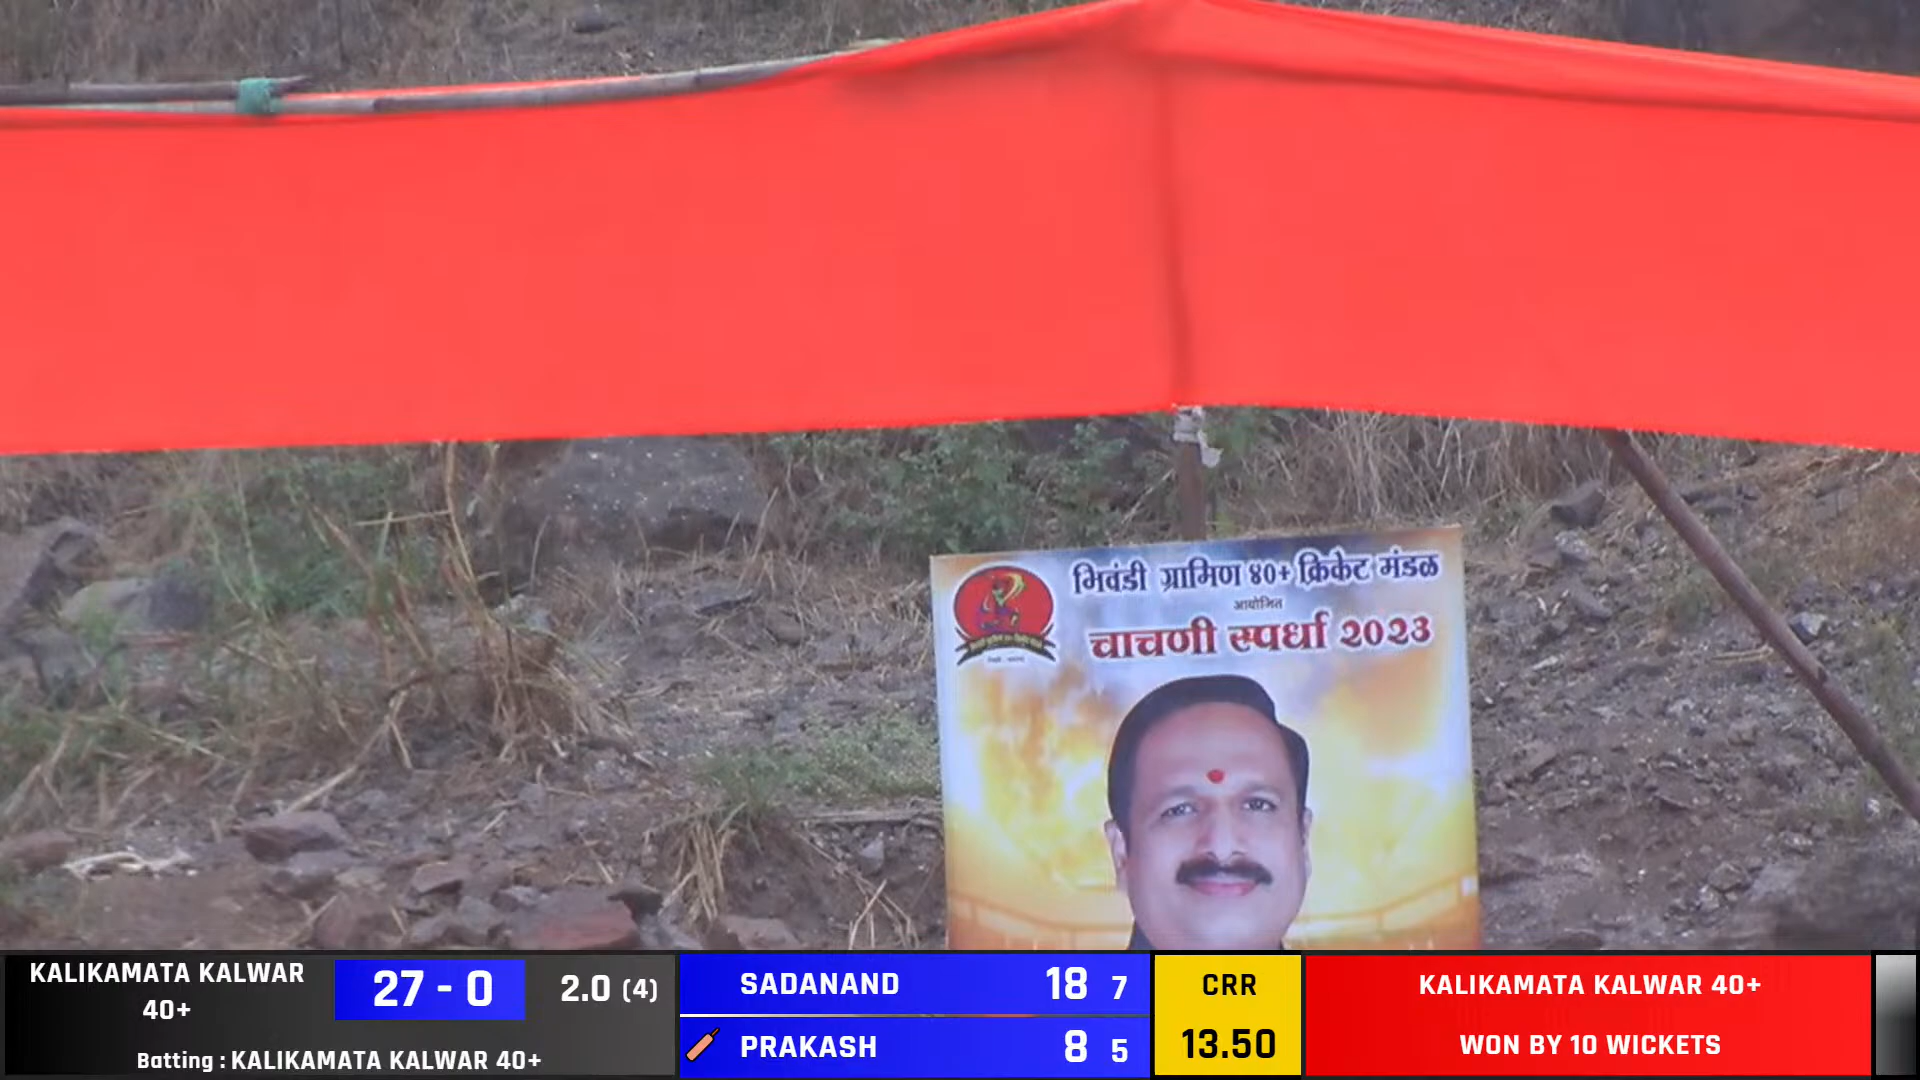 भिवंडी ग्रामिण ४०+ क्रिकेट मंडळ
आयोजित
चाचणी स्पर्धा 2023
KALIKAMATA KALWAR
40+
27 - 0
2.0 (4)
Batting : KALIKAMATA KALWAR 40+
SADANAND 18 7
PRAKASH 8 5
CRR
13.50
KALIKAMATA KALWAR 40+
WON BY 10 WICKETS